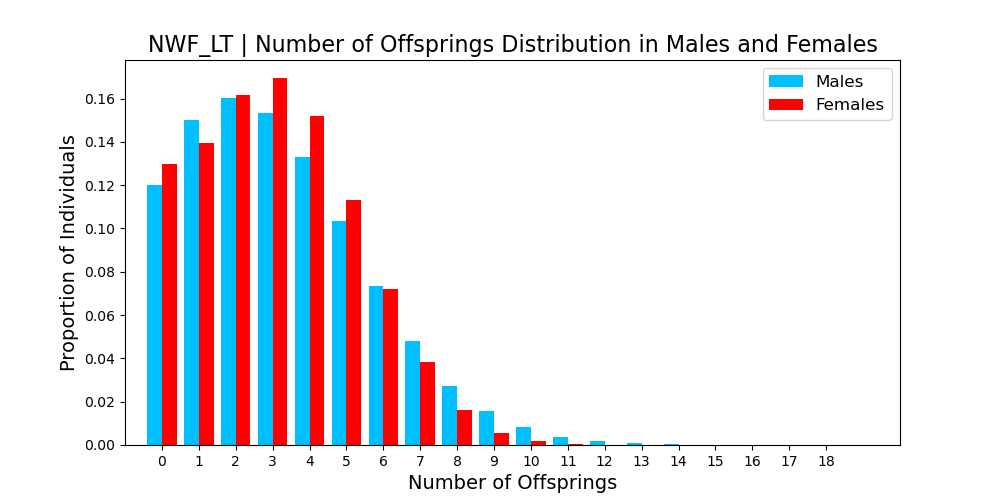 NWF_LT | Number of Offsprings Distribution in Males and Females
Males
Females
Proportion of Individuals
0.16
0.14
0.12
0.10
0.08
0.06
0.04
0.02
0.00
0 1 2 3 4 5 6 7 8 9 10 11 12 13 14 15 16 17 18
Number of Offsprings